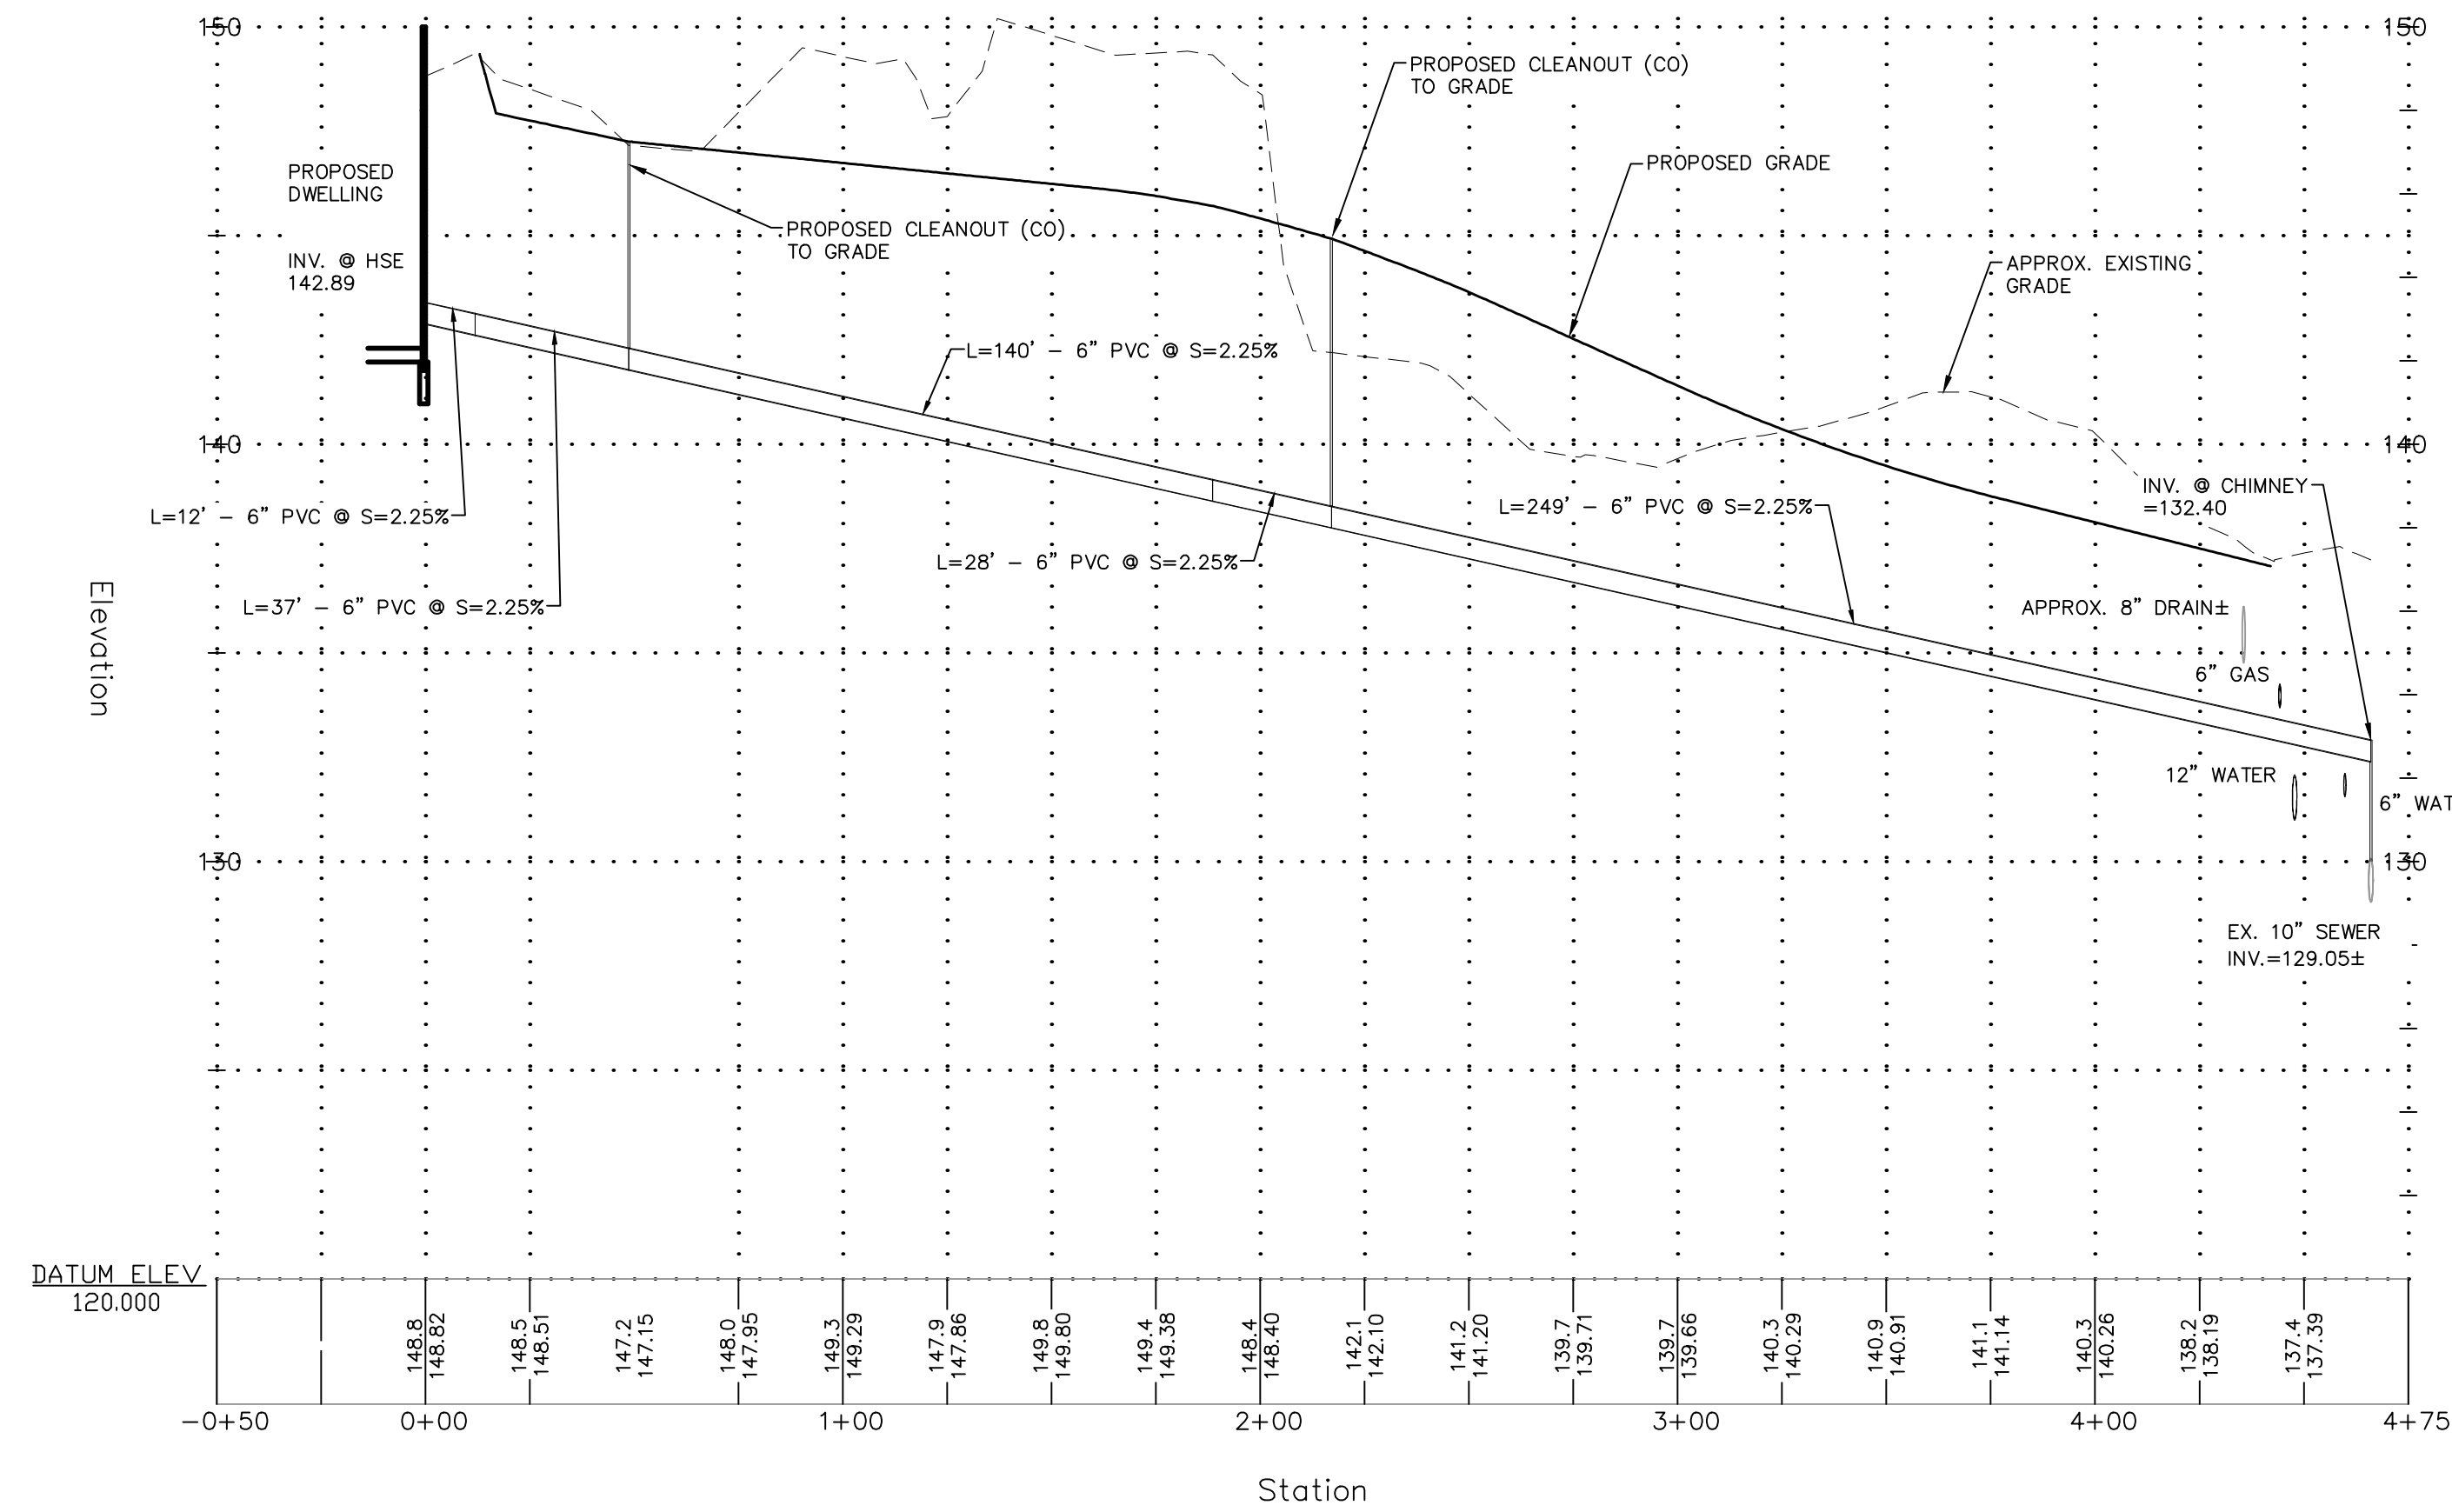 150
150
PROPOSED CLEANOUT (CO)
TO GRADE
PROPOSED GRADE
PROPOSED
DWELLING
PROPOSED CLEANOUT (CO)
TO GRADE
INV. @ HSE
142.89
APPROX. EXISTING
GRADE
L=140' - 6" PVC @ S=2.25%
140
140
INV. @ CHIMNEY
=132.40
L=12' - 6" PVC @ S=2.25%
L=249' - 6" PVC @ S=2.25%
L=28' - 6" PVC @ S=2.25%
L=37' - 6" PVC @ S=2.25%
APPROX. 8" DRAIN±
6" GAS
Elevation
12" WATER
6" WAT
130
130
EX. 10" SEWER
INV.=129.05±
DATUM ELEV
120.000
148.8
148.82
148.5
148.51
147.2
147.15
148.0
147.95
149.3
149.29
147.9
147.86
149.8
149.80
149.4
149.38
148.4
148.40
142.1
142.10
141.2
141.20
139.7
139.71
139.7
139.66
140.3
140.29
140.9
140.91
141.1
141.14
140.3
140.26
138.2
138.19
137.4
137.39
-0+50
0+00
1+00
2+00
3+00
4+00
4+75
Station